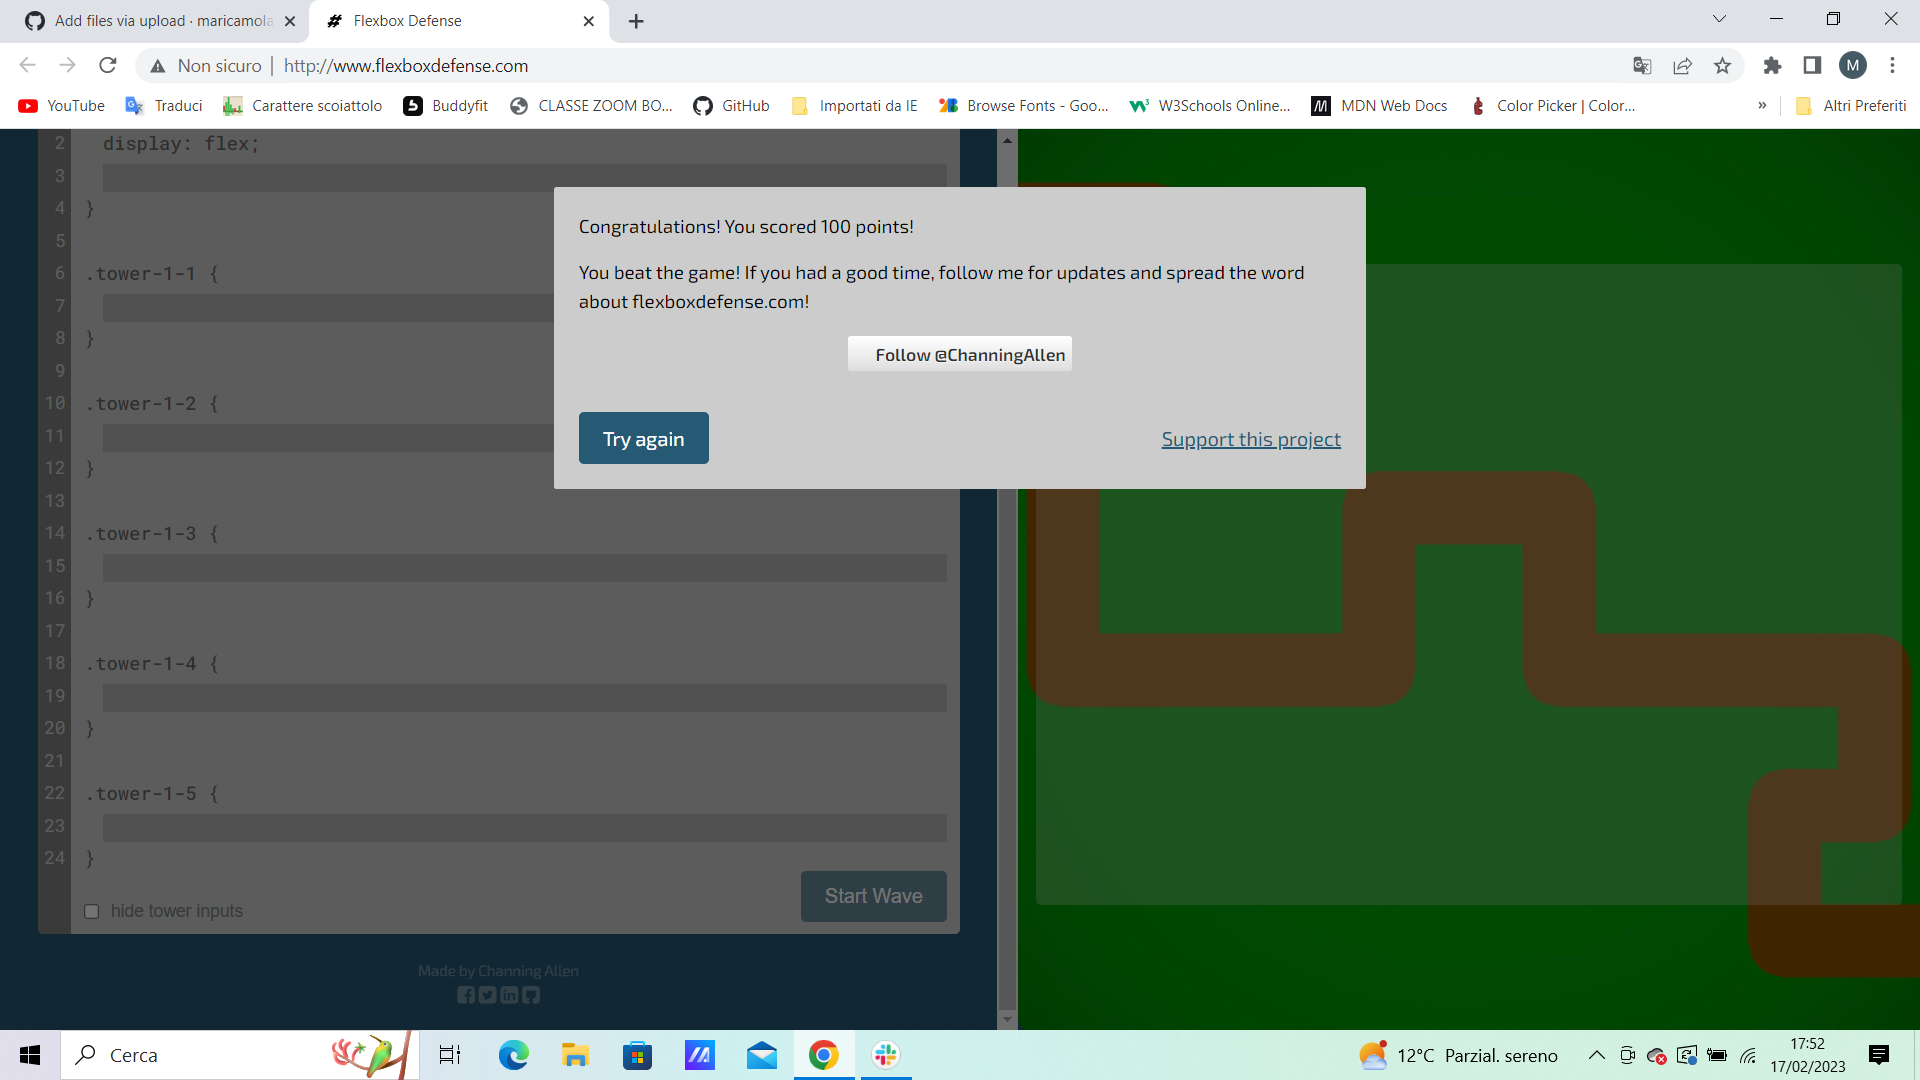 Add files via upload · maricamola
Flexbox Defense
Non sicuro
http://www.flexboxdefense.com
M
YouTube
Traduci
Carattere scoiattolo
Buddyfit
CLASSE ZOOM BO...
GitHub
Importati da IE
Browse Fonts - Goo...
W3Schools Online...
MDN Web Docs
Color Picker | Color...
»
Altri Preferiti
2 display: flex;
3
4 }
5
6 .tower-1-1 {
7
8 }
9
10 .tower-1-2 {
11
12 }
13
14 .tower-1-3 {
15
16 }
17
18 .tower-1-4 {
19
20 }
21
22 .tower-1-5 {
23
24 }
hide tower inputs
Start Wave
Made by Channing Allen
Congratulations! You scored 100 points!
You beat the game! If you had a good time, follow me for updates and spread the word
about flexboxdefense.com!
Follow @ChanningAllen
Try again
Support this project
Cerca
12°C Parzial. sereno
17:52
17/02/2023